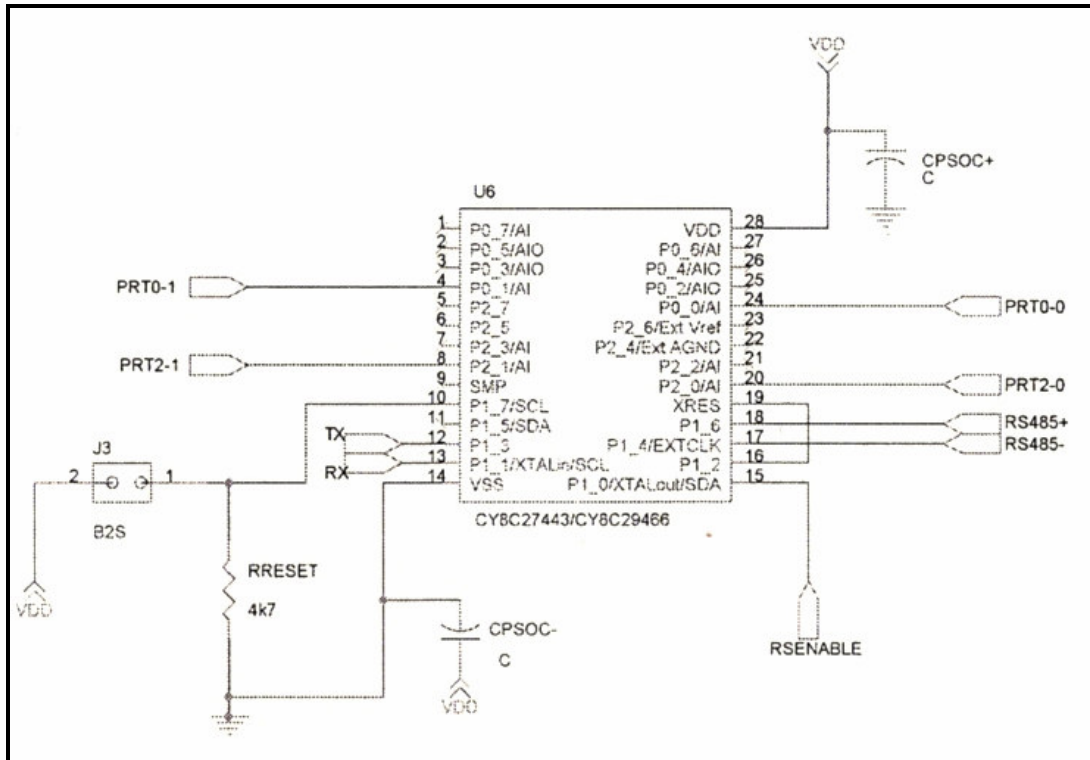 VDD
CPSOC+
C
U6
1 P0_7/AI VDD 28
2 P0_5/AIO P0_6/AI 27
3 P0_3/AIO P0_4/AIO 26
4 P0_1/AI P0_2/AIO 25
5 P2_7 P0_0/AI 24
6 P2_5 P2_6/Ext Vref 23
7 P2_3/AI P2_4/Ext AGND 22
8 P2_1/AI P2_2/AI 21
9 SMP P2_0/AI 20
10 P1_7/SCL XRES 19
11 P1_5/SDA P1_6 18
12 P1_3 P1_4/EXTCLK 17
13 P1_1/XTALin/SCL P1_2 16
14 VSS P1_0/XTALout/SDA 15
CY8C27443/CY8C29466
PRT0-1
PRT2-1
PRT0-0
PRT2-0
RS485+
RS485-
TX
RX
J3
2 1
B2S
VDD
RRESET
4k7
CPSOC-
C
VDD
RSENABLE